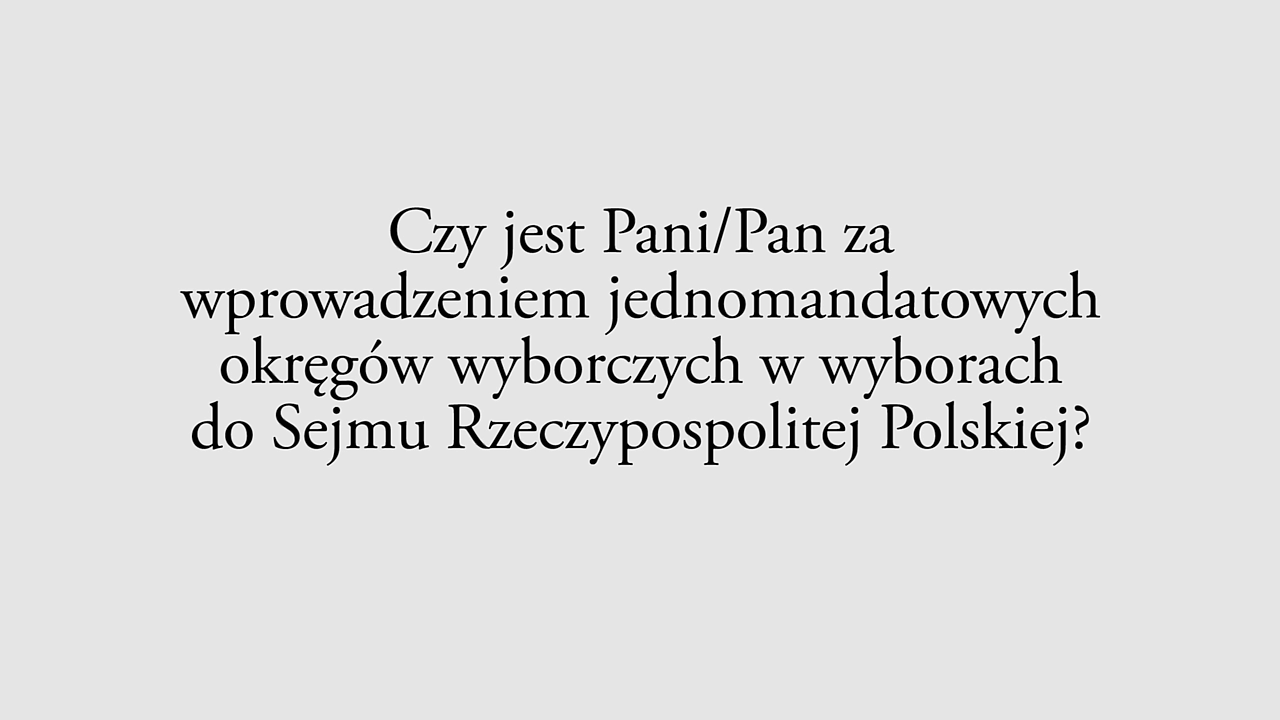 Czy jest Pani/Pan za
wprowadzeniem jednomandatowych
okręgów wyborczych w wyborach
do Sejmu Rzeczypospolitej Polskiej?